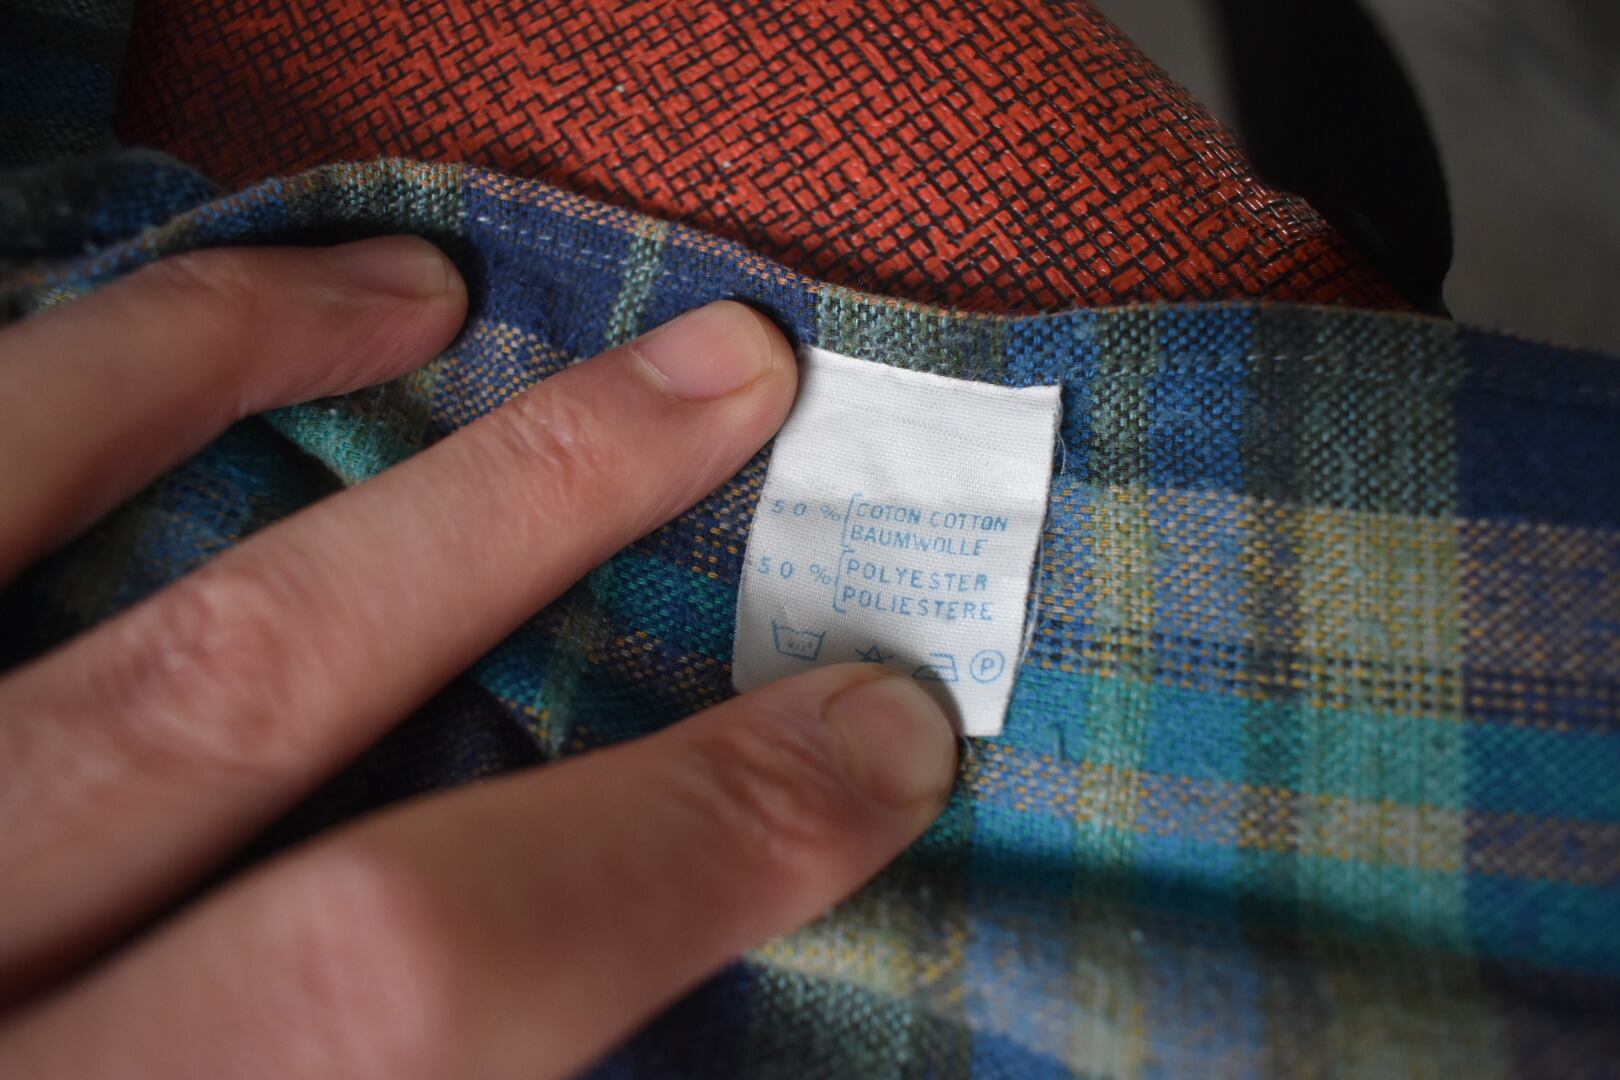 50% COTON COTTON
BAUMWOLLE
50% POLYESTER
POLIESTERE
P